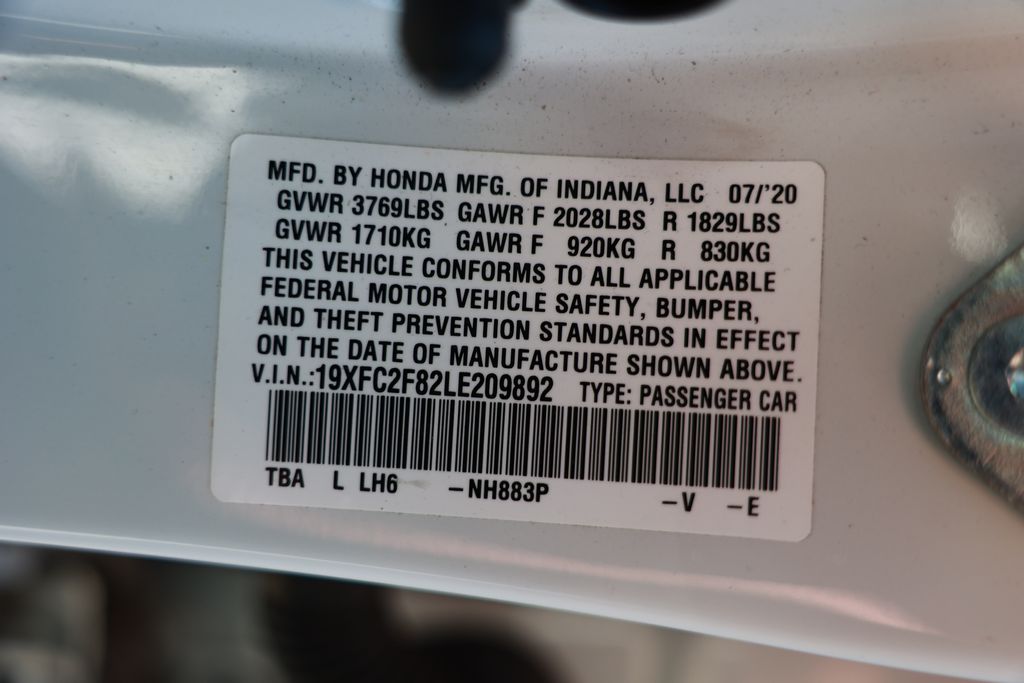 MFD. BY HONDA MFG. OF INDIANA, LLC 07/'20
GVWR 3769LBS GAWR F 2028LBS R 1829LBS
GVWR 1710KG GAWR F 920KG R 830KG
THIS VEHICLE CONFORMS TO ALL APPLICABLE
FEDERAL MOTOR VEHICLE SAFETY, BUMPER,
AND THEFT PREVENTION STANDARDS IN EFFECT
ON THE DATE OF MANUFACTURE SHOWN ABOVE.
V.I.N.:19XFC2F82LE209892 TYPE: PASSENGER CAR
TBA L LH6 -NH883P -V -E